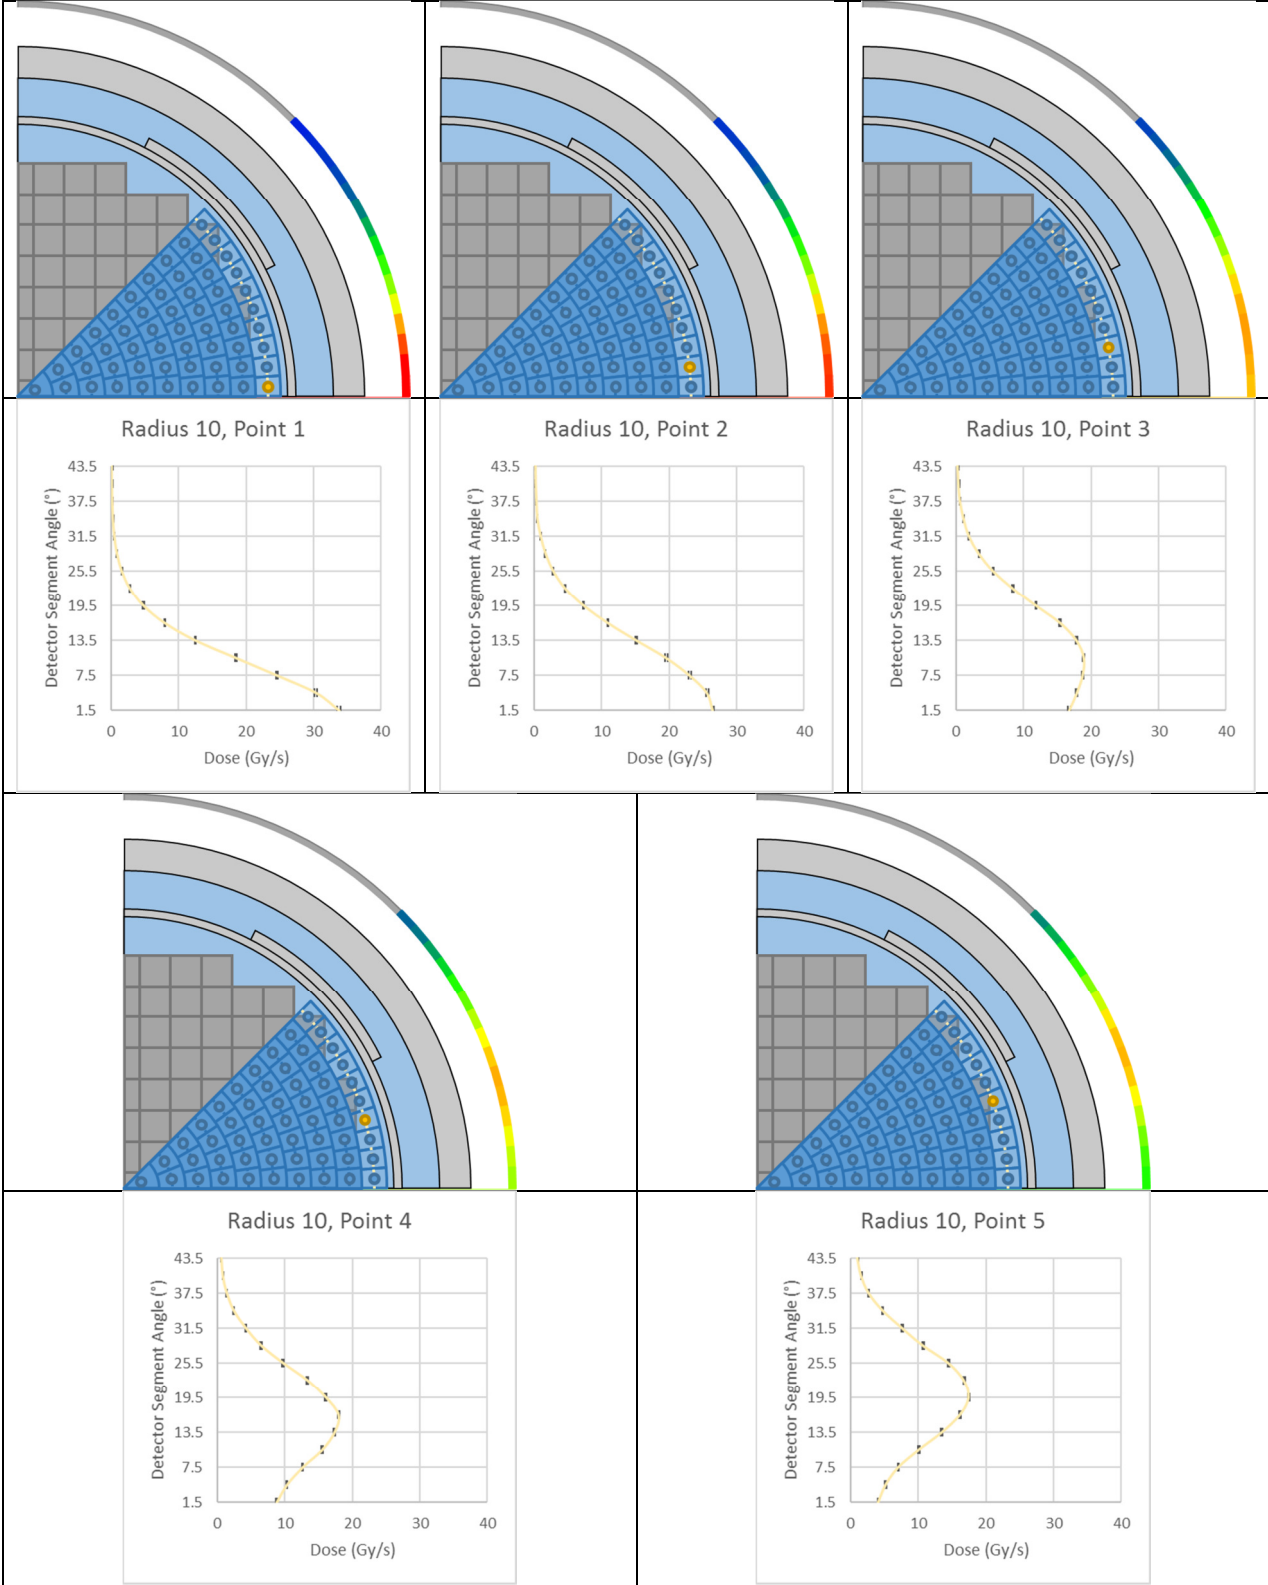 Radius 10, Point 1
Detector Segment Angle (°)
43.5
37.5
31.5
25.5
19.5
13.5
7.5
1.5
0 10 20 30 40
Dose (Gy/s)
Radius 10, Point 2
Detector Segment Angle (°)
43.5
37.5
31.5
25.5
19.5
13.5
7.5
1.5
0 10 20 30 40
Dose (Gy/s)
Radius 10, Point 3
Detector Segment Angle (°)
43.5
37.5
31.5
25.5
19.5
13.5
7.5
1.5
0 10 20 30 40
Dose (Gy/s)
Radius 10, Point 4
Detector Segment Angle (°)
43.5
37.5
31.5
25.5
19.5
13.5
7.5
1.5
0 10 20 30 40
Dose (Gy/s)
Radius 10, Point 5
Detector Segment Angle (°)
43.5
37.5
31.5
25.5
19.5
13.5
7.5
1.5
0 10 20 30 40
Dose (Gy/s)